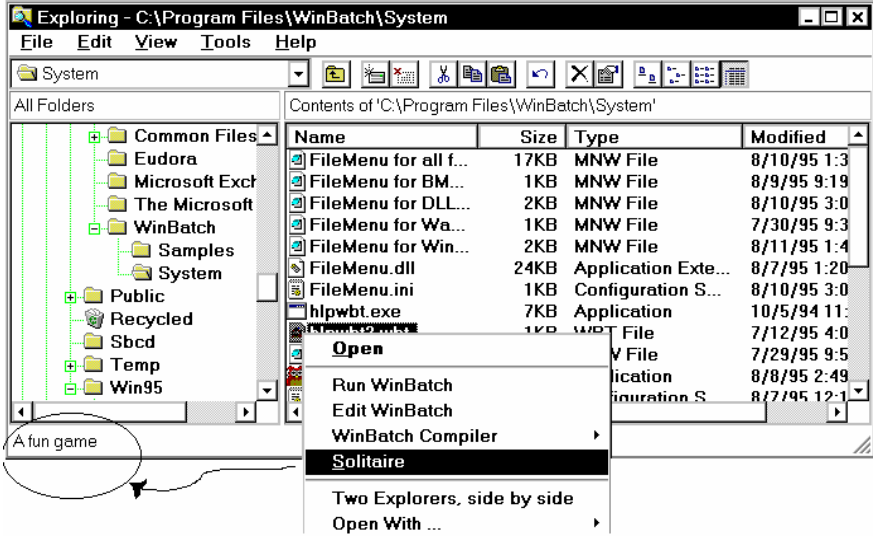 Exploring - C:\Program Files\WinBatch\System
File Edit View Tools Help
System
All Folders
Contents of 'C:\Program Files\WinBatch\System'
Common Files
Eudora
Microsoft Exch
The Microsoft
WinBatch
Samples
System
Public
Recycled
Sbcd
Temp
Win95
Name Size Type Modified
FileMenu for all f... 17KB MNW File 8/10/95 1:3
FileMenu for BM... 1KB MNW File 8/9/95 9:19
FileMenu for DLL... 2KB MNW File 8/10/95 3:0
FileMenu for Wa... 1KB MNW File 7/30/95 9:3
FileMenu for Win... 2KB MNW File 8/11/95 1:4
FileMenu.dll 24KB Application Exte... 8/7/95 1:20
FileMenu.ini 1KB Configuration S... 8/10/95 3:0
hlpwbt.exe 7KB Application 10/5/94 11:
1KB WBT File 7/12/95 4:0
File 7/29/95 9:5
lication 8/8/95 2:49
figuration S 8/7/95 12:1
Open
Run WinBatch
Edit WinBatch
WinBatch Compiler
Solitaire
Two Explorers, side by side
Open With ...
A fun game